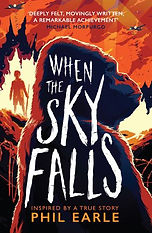 "DEEPLY FELT, MOVINGLY WRITTEN,
A REMARKABLE ACHIEVEMENT"
MICHAEL MORPURGO
WHEN
THE
SKY
FALLS
INSPIRED BY A TRUE STORY
PHIL EARLE